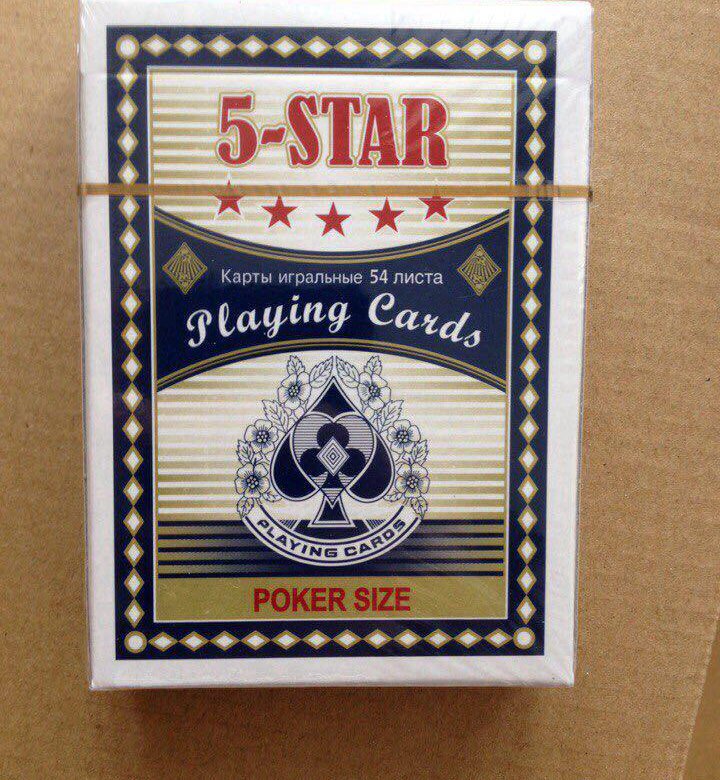 5-STAR
Карты игральные 54 листа
Playing Cards
PLAYING CARDS
POKER SIZE